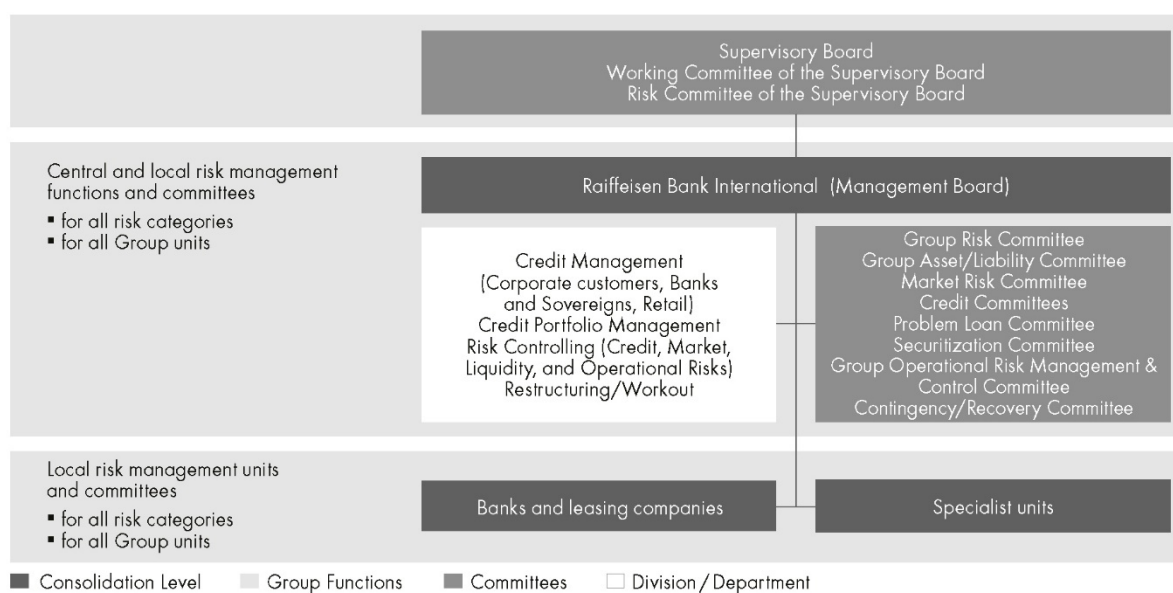 Supervisory Board
Working Committee of the Supervisory Board
Risk Committee of the Supervisory Board
Central and local risk management
functions and committees
▪ for all risk categories
▪ for all Group units
Raiffeisen Bank International (Management Board)
Credit Management
(Corporate customers, Banks
and Sovereigns, Retail)
Credit Portfolio Management
Risk Controlling (Credit, Market,
Liquidity, and Operational Risks)
Restructuring/Workout
Group Risk Committee
Group Asset/Liability Committee
Market Risk Committee
Credit Committees
Problem Loan Committee
Securitization Committee
Group Operational Risk Management &
Control Committee
Contingency/Recovery Committee
Local risk management units
and committees
▪ for all risk categories
▪ for all Group units
Banks and leasing companies
Specialist units
Consolidation Level
Group Functions
Committees
Division/Department